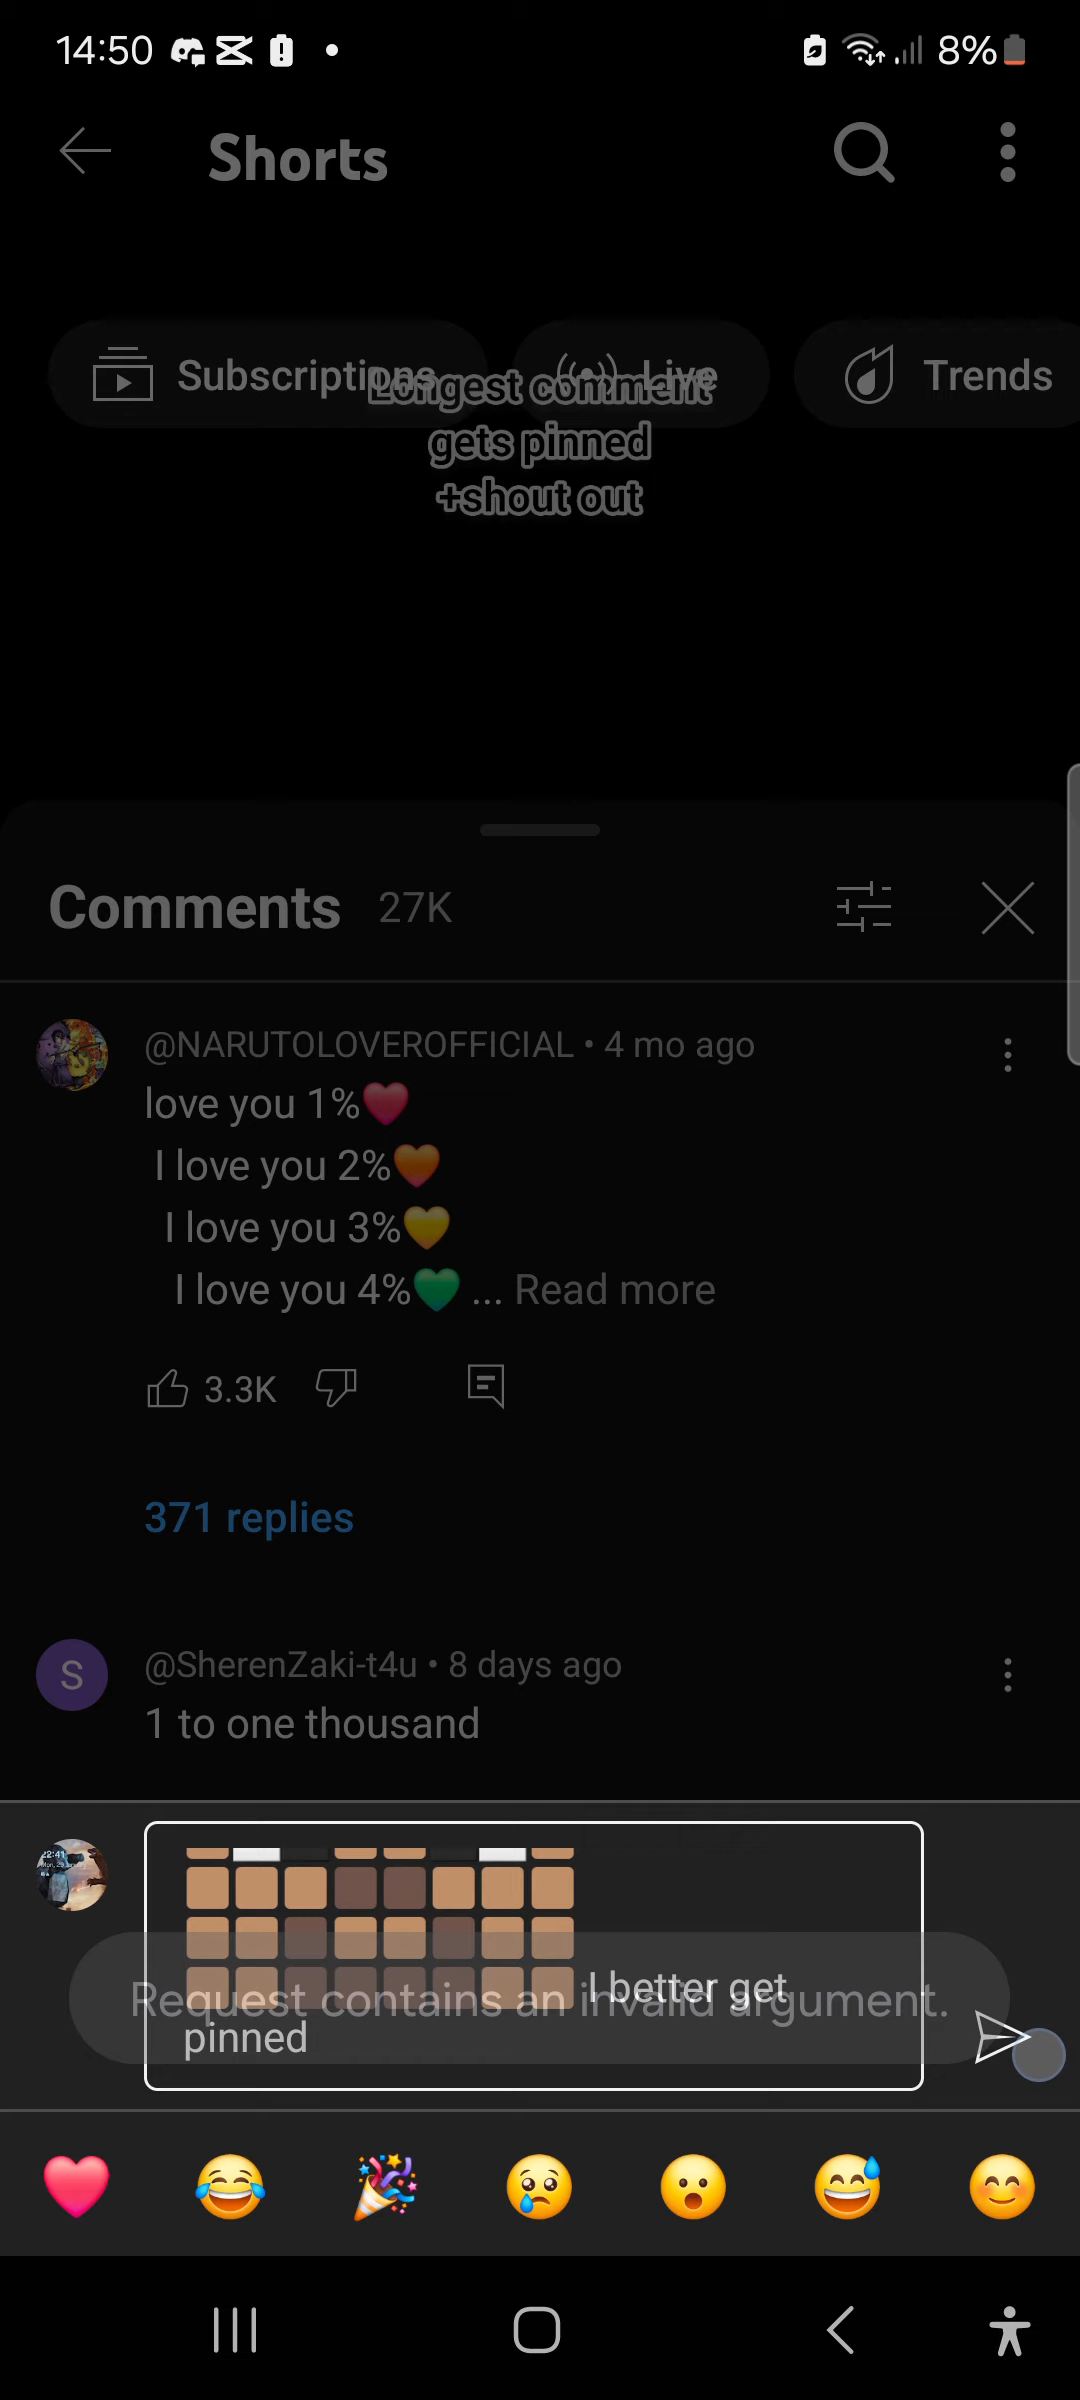 14:50 8%
Shorts
Subscriptions Live Trends
Longest comment
gets pinned
+shout out
Comments 27K
@NARUTOLOVEROFFICIAL • 4 mo ago
love you 1%❤️
I love you 2%🧡
I love you 3%💛
I love you 4%💚 ... Read more
3.3K
371 replies
S
@SherenZaki-t4u • 8 days ago
1 to one thousand
22:41
I better get
pinned
Request contains an invalid argument.